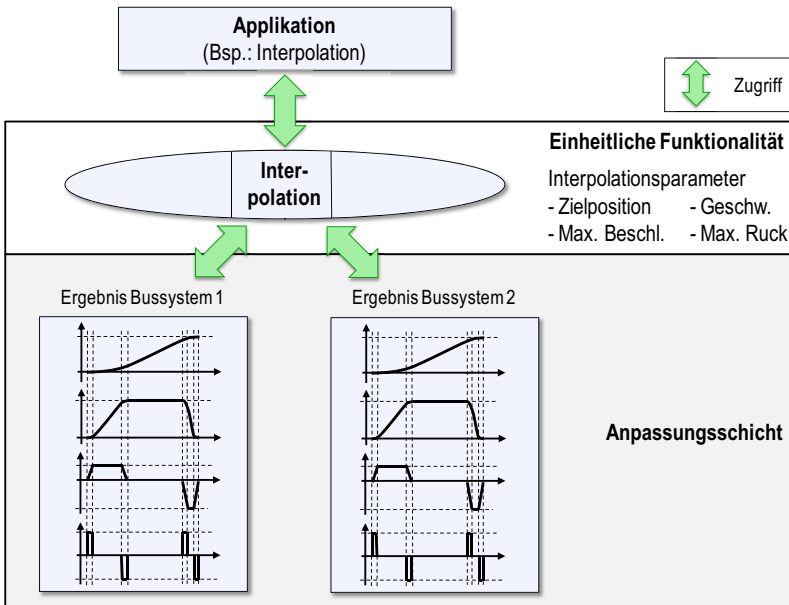 Applikation
(Bsp.: Interpolation)
Zugriff
Einheitliche Funktionalität
Inter-
polation
Interpolationsparameter
- Zielposition - Geschw.
- Max. Beschl. - Max. Ruck
Ergebnis Bussystem 1
Ergebnis Bussystem 2
Anpassungsschicht